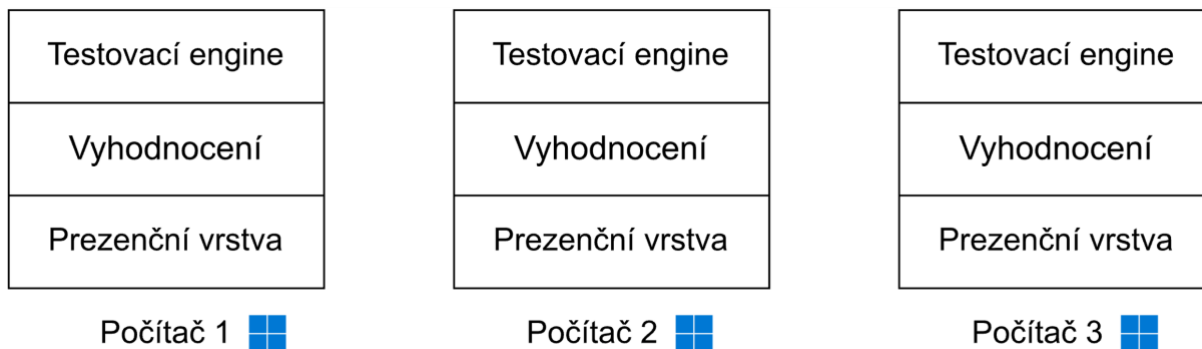 Testovací engine
Vyhodnocení
Prezenční vrstva
Počítač 1
Testovací engine
Vyhodnocení
Prezenční vrstva
Počítač 2
Testovací engine
Vyhodnocení
Prezenční vrstva
Počítač 3